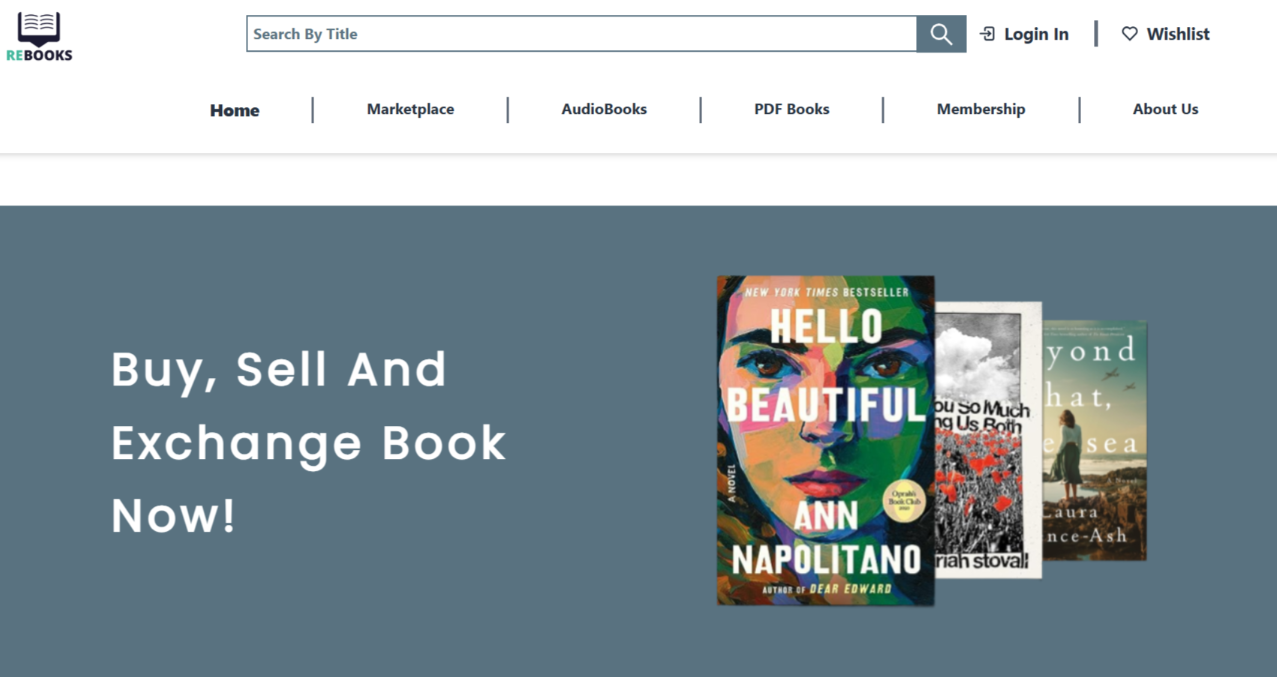 REBOOKS
Search By Title
Login In
Wishlist
Home
Marketplace
AudioBooks
PDF Books
Membership
About Us
Buy, Sell And
Exchange Book
Now!
NEW YORK TIMES BESTSELLER
HELLO
BEAUTIFUL
A NOVEL
Oprah's
Book Club
ANN
NAPOLITANO
AUTHOR OF DEAR EDWARD
ou So Much
ng Us Both
riah stovall
yond
hat,
e sea
Novel
Laura
nce-Ash